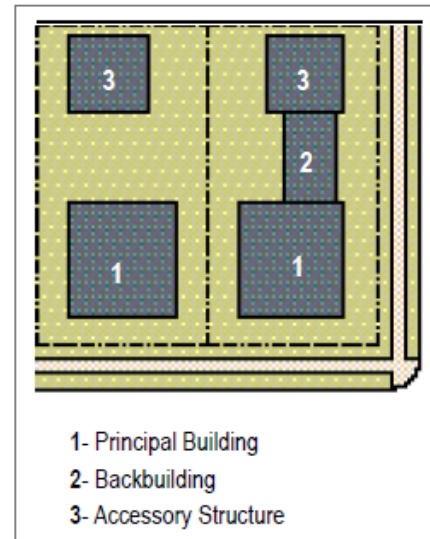 3 3
2
1 1
1- Principal Building
2- Backbuilding
3- Accessory Structure